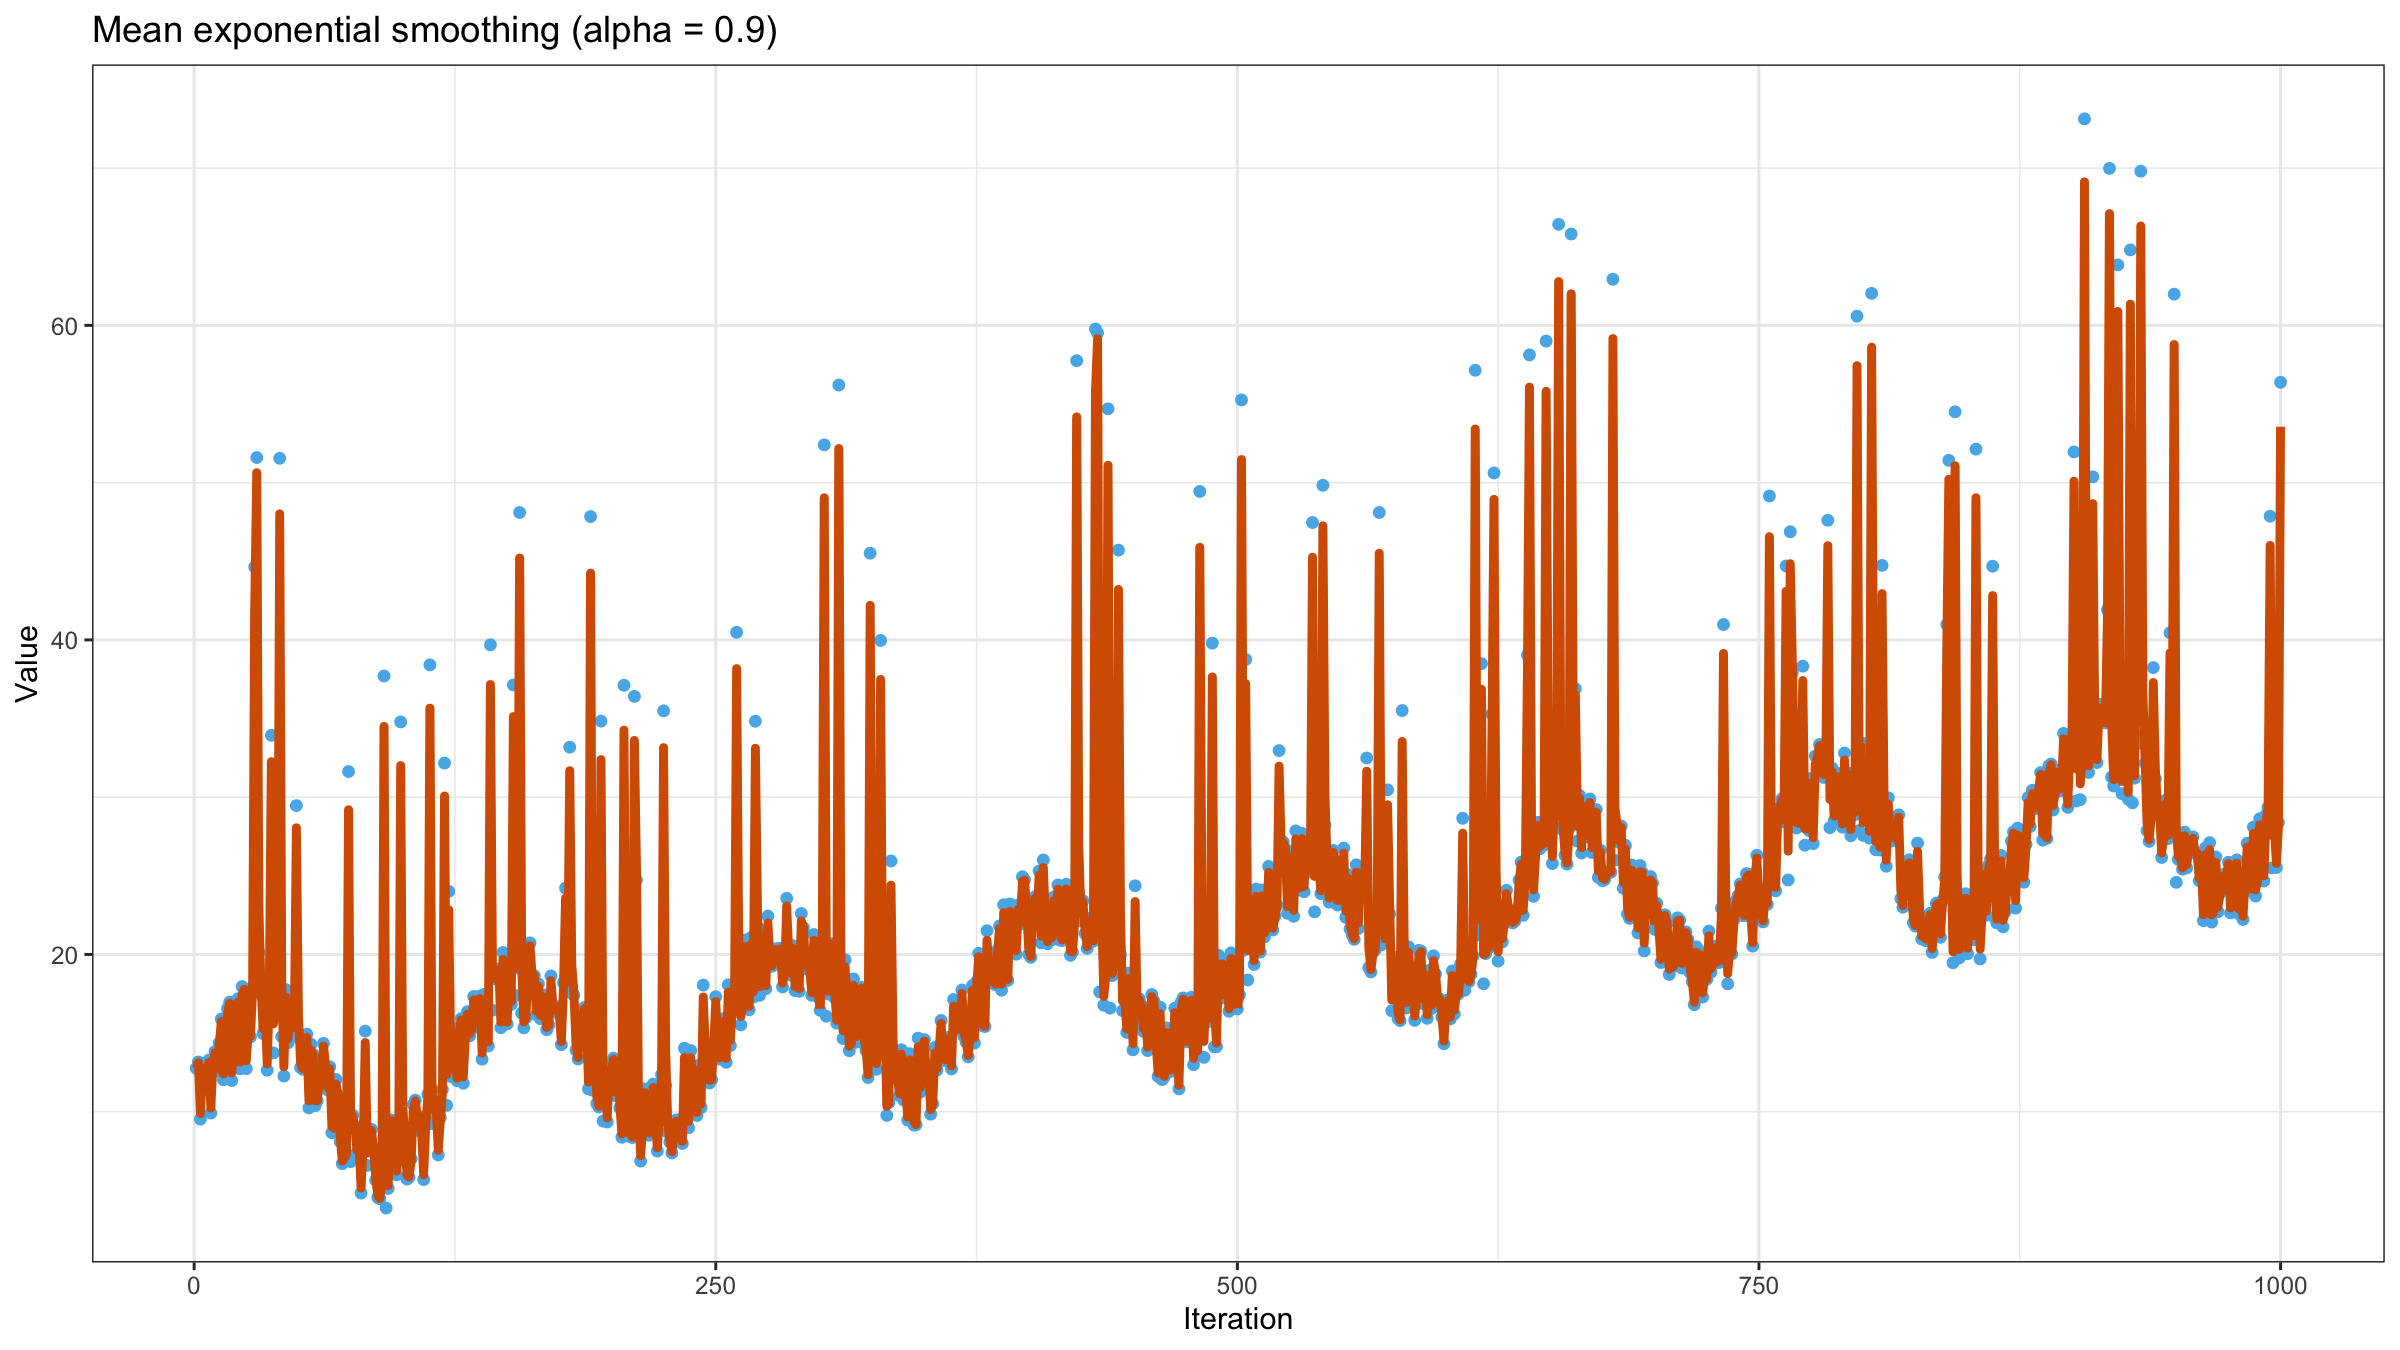 Mean exponential smoothing (alpha = 0.9)
Value
60
40
20
0 250 500 750 1000
Iteration